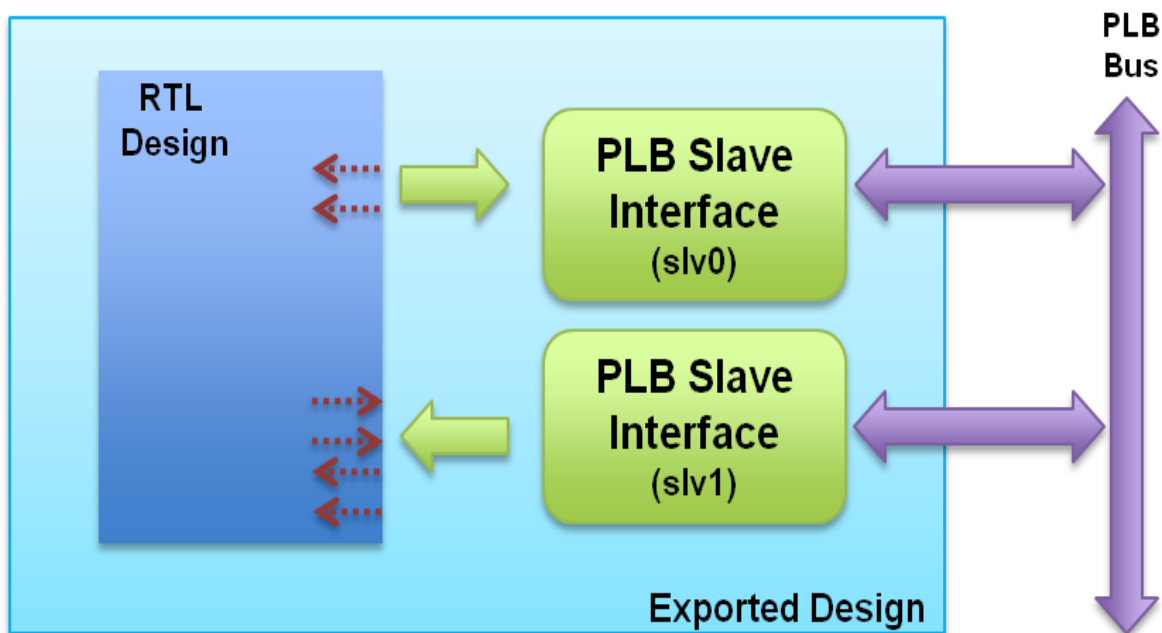 PLB
Bus
RTL
Design
PLB Slave
Interface
(slv0)
PLB Slave
Interface
(slv1)
Exported Design